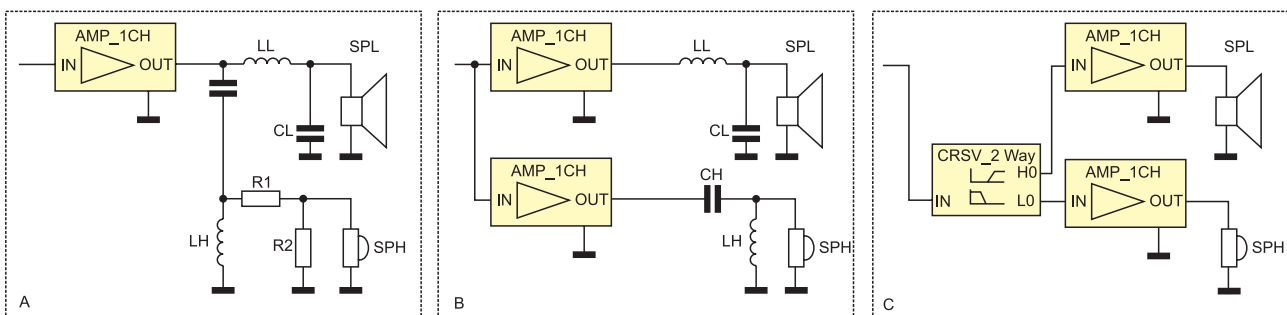 AMP_1CH
IN
OUT
LL
SPL
CL
R1
LH
R2
SPH
A
AMP_1CH
IN
OUT
LL
SPL
CL
AMP_1CH
IN
OUT
CH
LH
SPH
B
AMP_1CH
IN
OUT
SPL
CRSV_2 Way
H0
L0
IN
AMP_1CH
IN
OUT
SPH
C